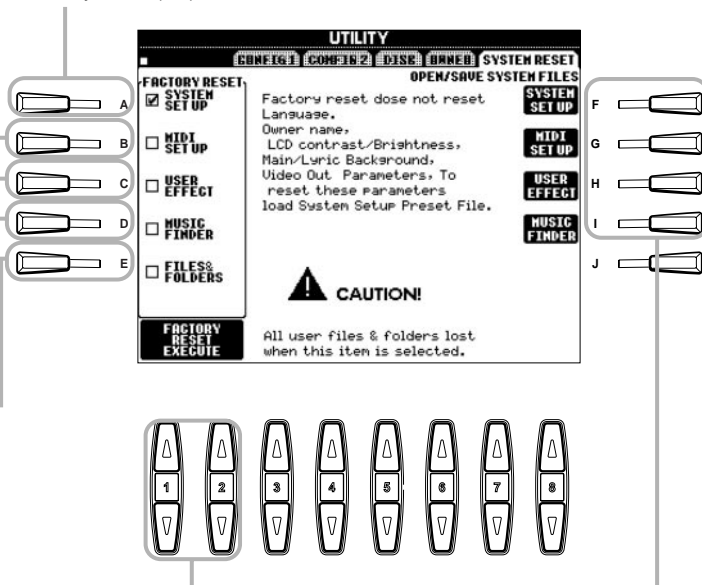 UTILITY
CONFIG 1 CONFIG 2 DISK OWNER SYSTEM RESET
OPEN/SAVE SYSTEM FILES
FACTORY RESET
SYSTEM
SET UP
MIDI
SET UP
USER
EFFECT
MUSIC
FINDER
FILES&
FOLDERS
FACTORY
RESET
EXECUTE
Factory reset dose not reset
Language.
Owner name,
LCD contrast/Brightness,
Main/Lyric Background,
Video Out Parameters, To
reset these parameters
load System Setup Preset File.
CAUTION!
All user files & folders lost
when this item is selected.
SYSTEM
SET UP
MIDI
SET UP
USER
EFFECT
MUSIC
FINDER
A
B
C
D
E
F
G
H
I
J
1 2 3 4 5 6 7 8